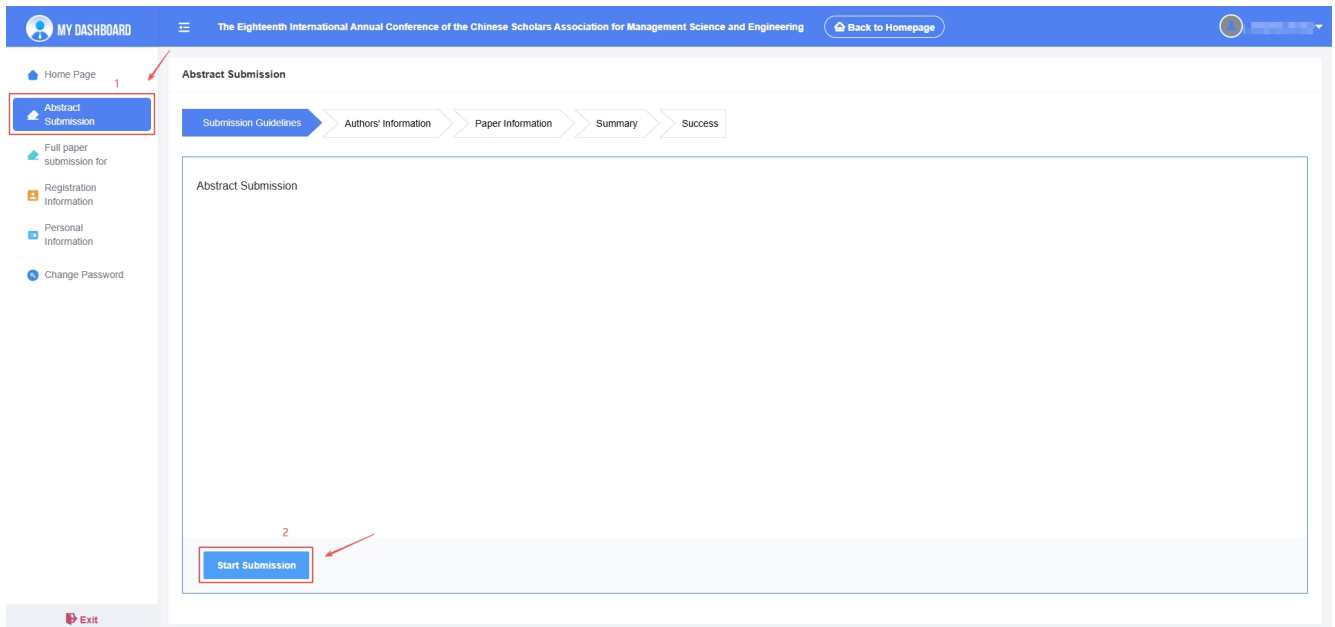 MY DASHBOARD
The Eighteenth International Annual Conference of the Chinese Scholars Association for Management Science and Engineering
Back to Homepage
Home Page
1
Abstract
Submission
Full paper
submission for
Registration
Information
Personal
Information
Change Password
Exit
Abstract Submission
Submission Guidelines
Authors' Information
Paper Information
Summary
Success
Abstract Submission
2
Start Submission